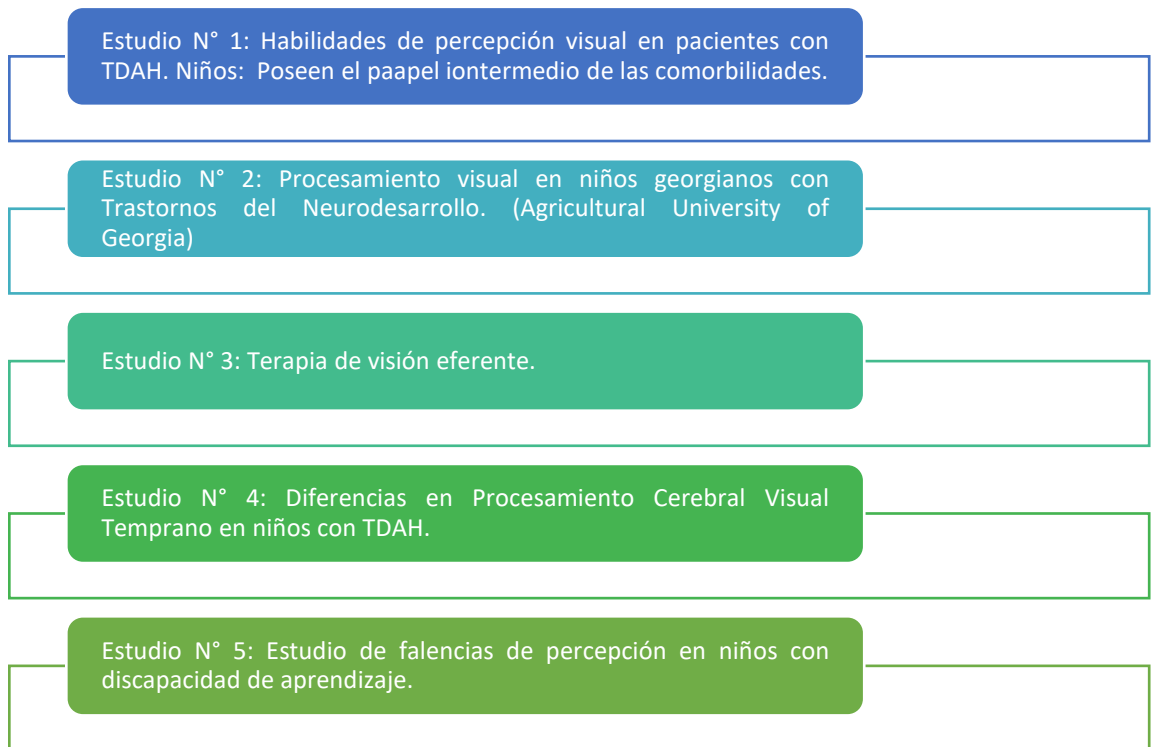 Estudio N° 1: Habilidades de percepción visual en pacientes con
TDAH. Niños: Poseen el paapel iontermedio de las comorbilidades.
Estudio N° 2: Procesamiento visual en niños georgianos con
Trastornos del Neurodesarrollo. (Agricultural University of
Georgia)
Estudio N° 3: Terapia de visión eferente.
Estudio N° 4: Diferencias en Procesamiento Cerebral Visual
Temprano en niños con TDAH.
Estudio N° 5: Estudio de falencias de percepción en niños con
discapacidad de aprendizaje.